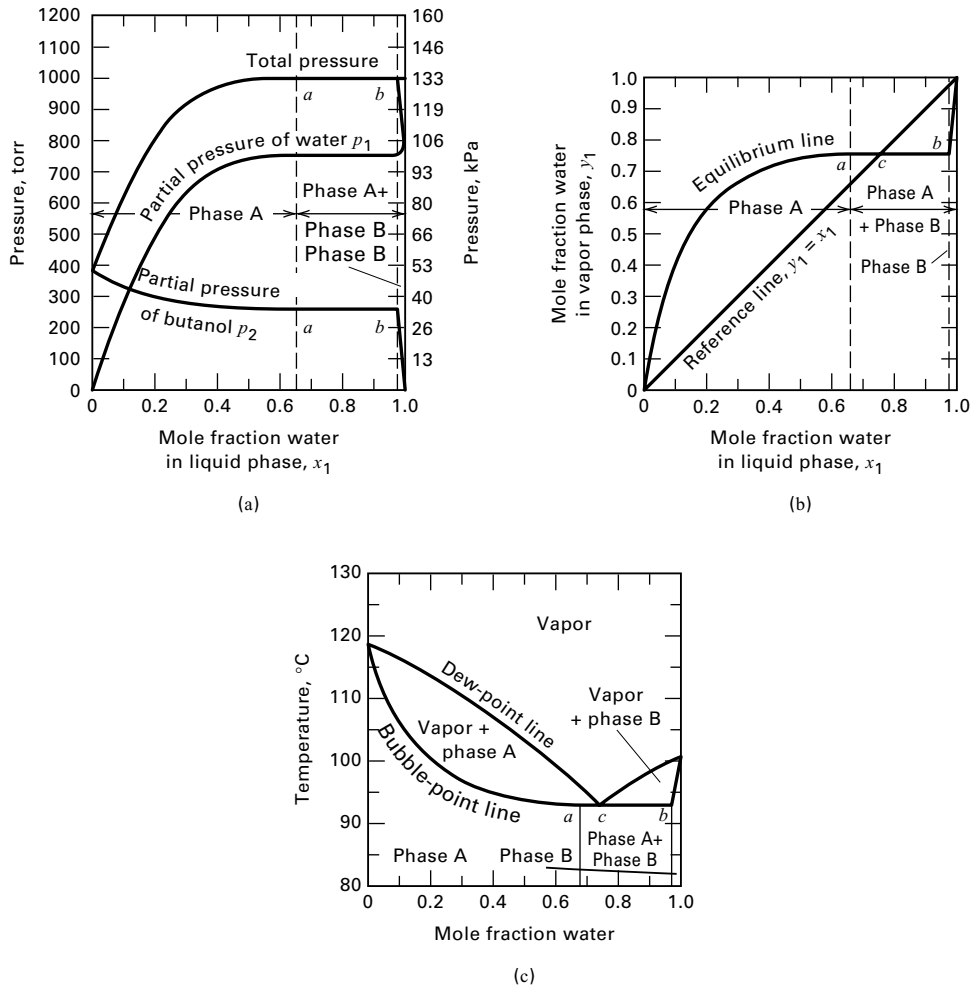 1200
1100
1000
900
800
700
600
500
400
300
200
100
0
Pressure, torr
160
146
133
119
106
93
80
66
53
40
26
13
Pressure, kPa
Total pressure
a
b
Partial pressure of water p1
Phase A+
Phase A
Phase B
Phase B
Partial pressure
of butanol p2
a
b
0
0.2
0.4
0.6
0.8
1.0
Mole fraction water
in liquid phase, x1
(a)
1.0
0.9
0.8
0.7
0.6
0.5
0.4
0.3
0.2
0.1
0
Mole fraction water
in vapor phase, y1
Equilibrium line
a
c
b
Phase A
Phase A
+ Phase B
Phase B
Reference line, y1 = x1
0
0.2
0.4
0.6
0.8
1.0
Mole fraction water
in liquid phase, x1
(b)
130
120
110
100
90
80
Temperature, °C
Vapor
Dew-point line
Vapor
+ phase B
Vapor +
phase A
Bubble-point line
a
c
b
Phase A
Phase B
Phase A+
Phase B
0
0.2
0.4
0.6
0.8
1.0
Mole fraction water
(c)